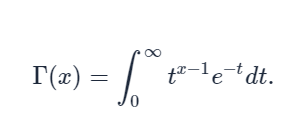 Γ(x) = ∫₀^∞ t^{x−1} e^{−t} dt.